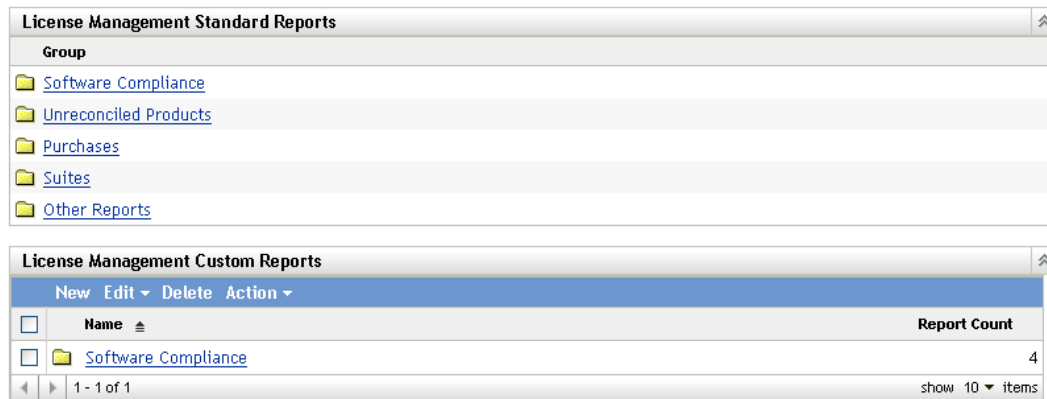 License Management Standard Reports
Group
Software Compliance
Unreconciled Products
Purchases
Suites
Other Reports
License Management Custom Reports
New Edit Delete Action
Name Report Count
Software Compliance 4
1 - 1 of 1 show 10 items